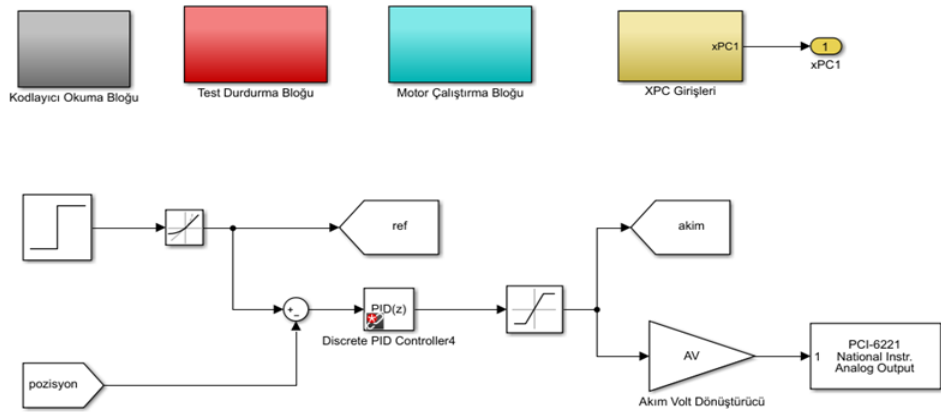 xPC1
1
xPC1
Kodlayıcı Okuma Bloğu
Test Durdurma Bloğu
Motor Çalıştırma Bloğu
XPC Girişleri
ref
akim
+
−
PID(z)
Discrete PID Controller4
pozisyon
AV
Akım Volt Dönüştürücü
1
PCI-6221
National Instr.
Analog Output